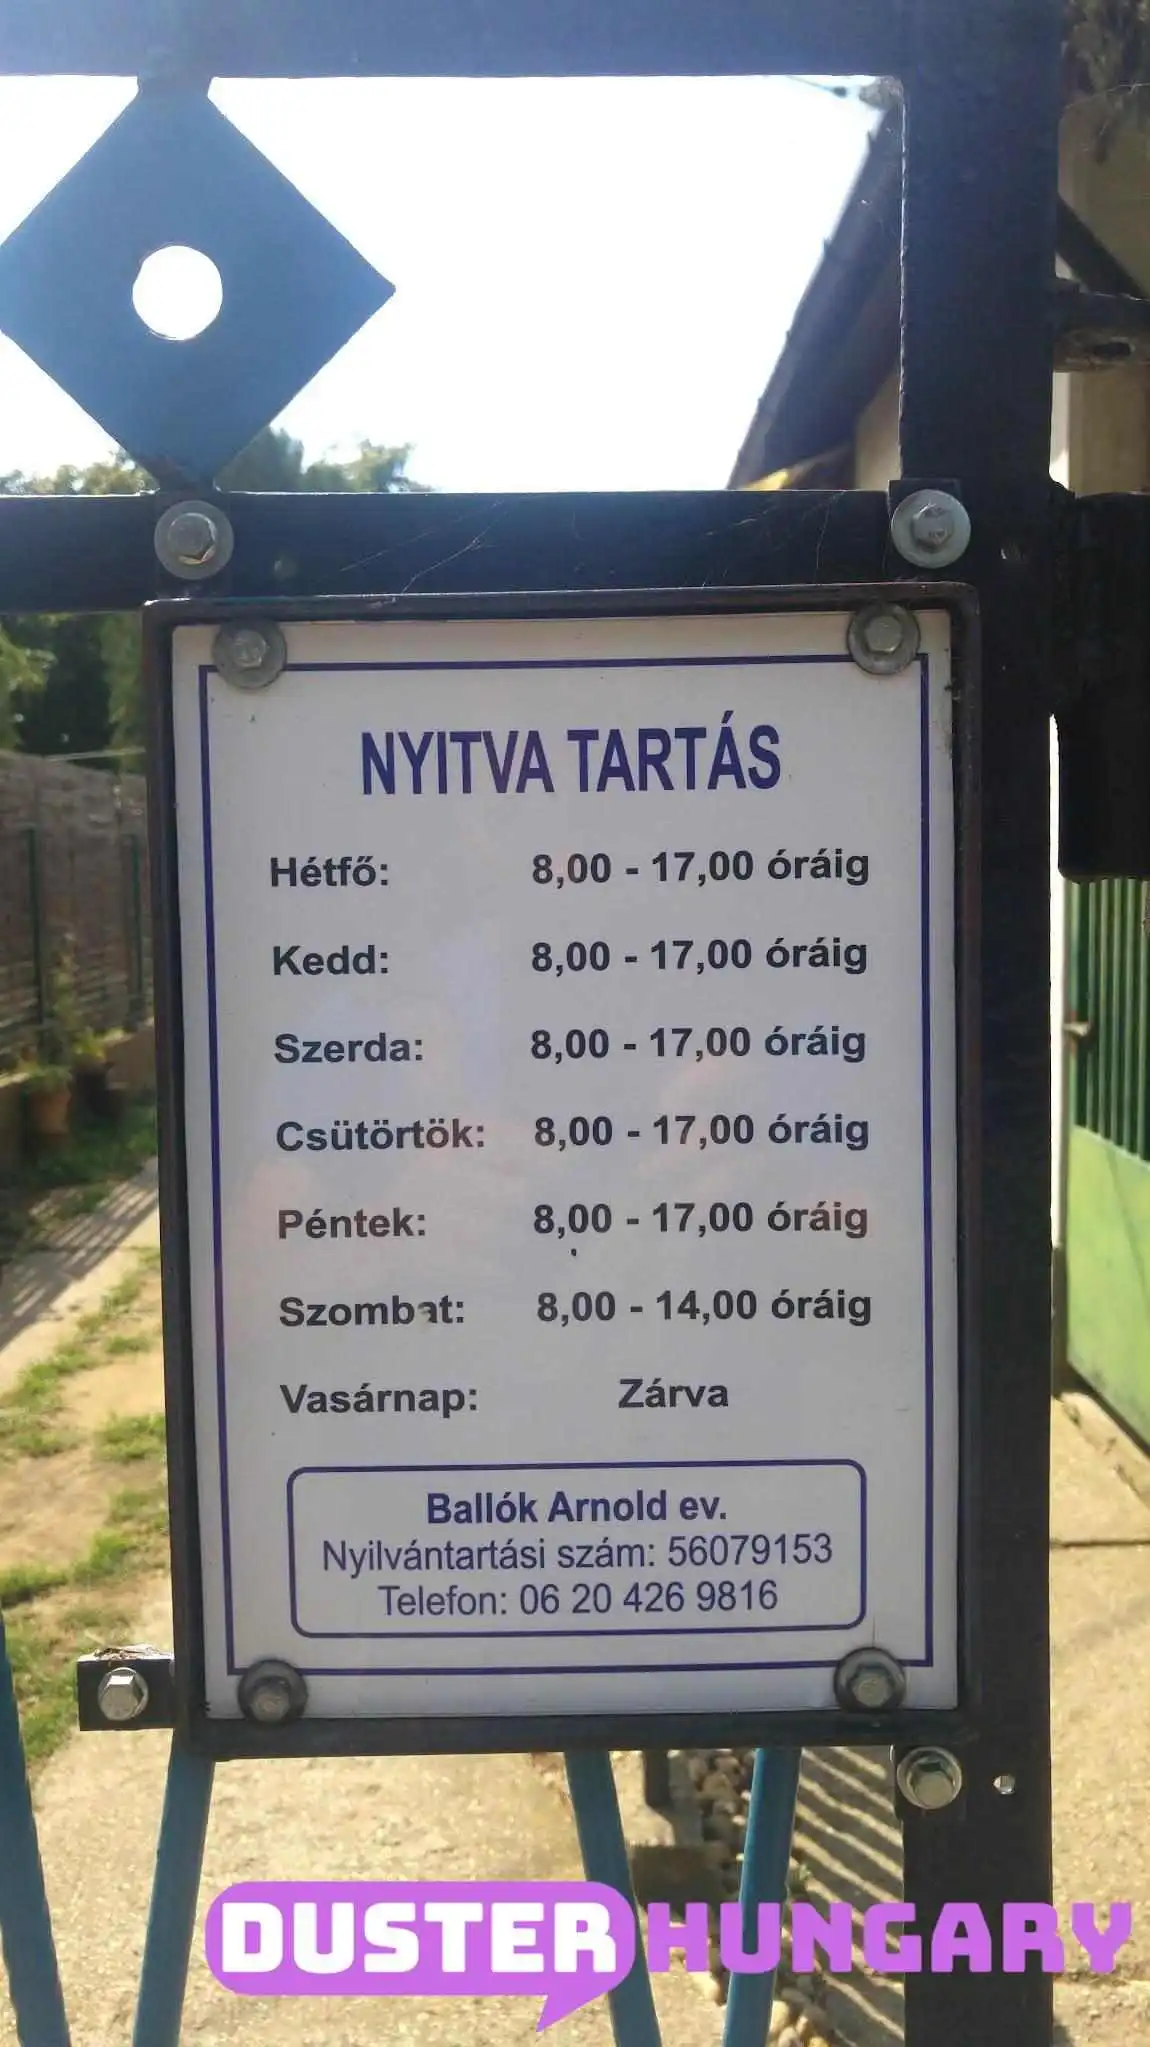 NYITVA TARTÁS
Hétfő: 8,00 - 17,00 óráig
Kedd: 8,00 - 17,00 óráig
Szerda: 8,00 - 17,00 óráig
Csütörtök: 8,00 - 17,00 óráig
Péntek: 8,00 - 17,00 óráig
Szombat: 8,00 - 14,00 óráig
Vasárnap: Zárva
Ballók Arnold ev.
Nyilvántartási szám: 56079153
Telefon: 06 20 426 9816
DUSTER HUNGARY